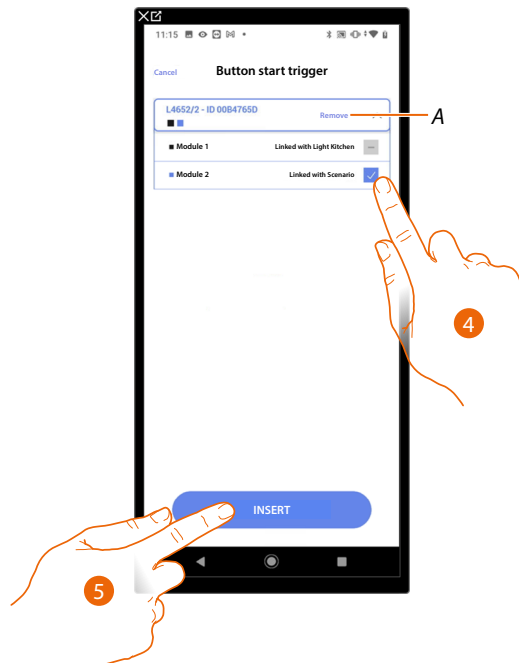 11:15
Cancel
Button start trigger
L4652/2 - ID 00B4765D
Remove
A
Module 1
Linked with Light Kitchen
Module 2
Linked with Scenario
4
INSERT
5